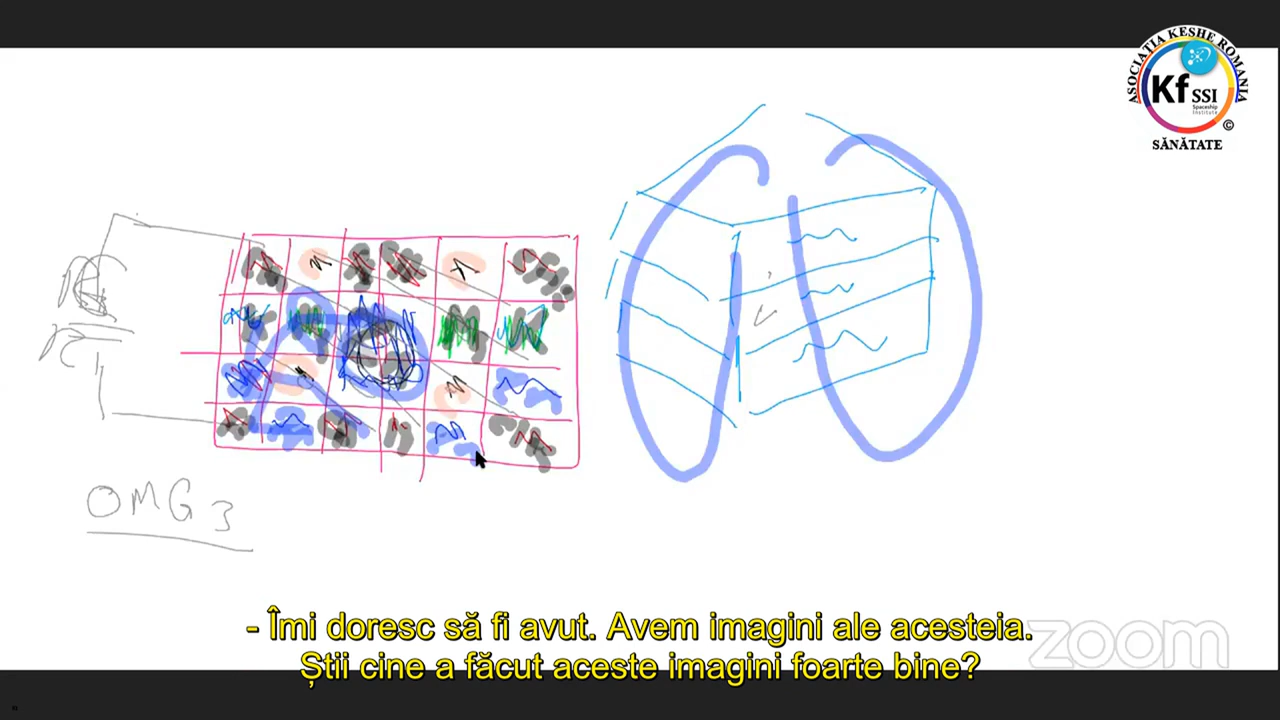 ASOCIAȚIA KESHE ROMANIA
Kf SSI
Spaceship
Institute
©
SĂNĂTATE
OMG 3
- Îmi doresc să fi avut. Avem imagini ale acesteia.
Știi cine a făcut aceste imagini foarte bine?
zoom